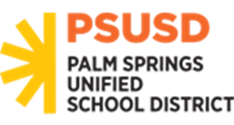 PSUSD
PALM SPRINGS
UNIFIED
SCHOOL DISTRICT